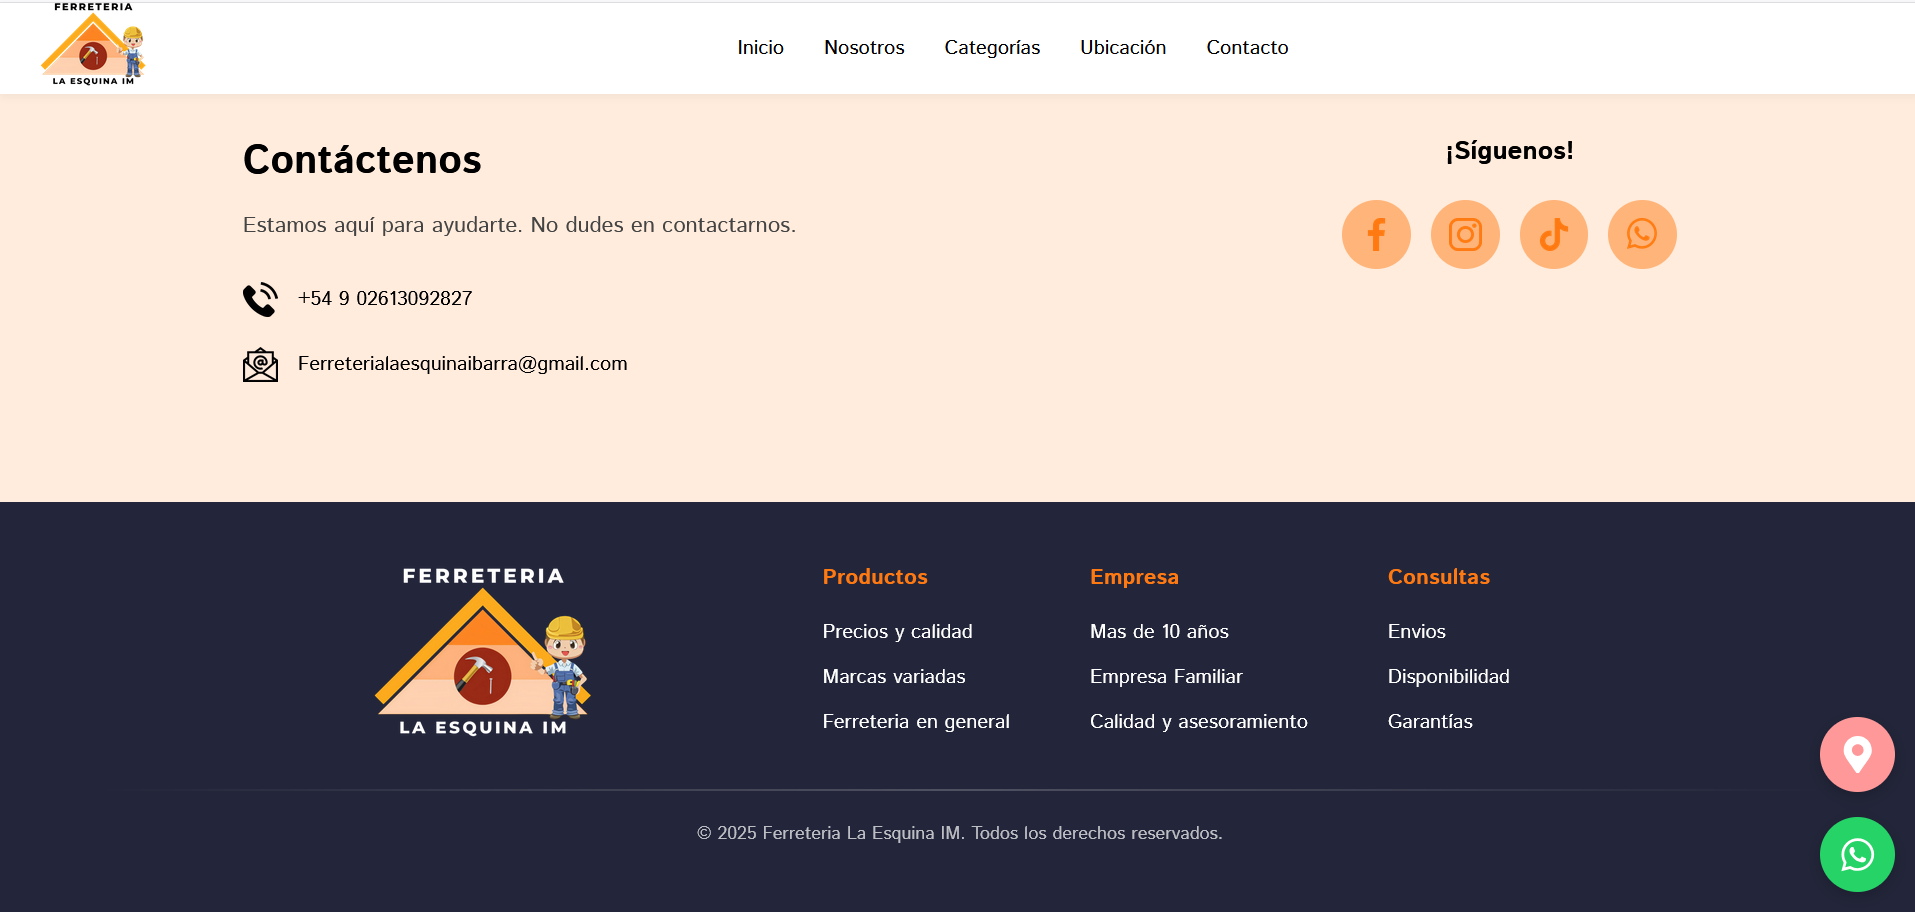 FERRETERIA
LA ESQUINA IM
Inicio
Nosotros
Categorías
Ubicación
Contacto
Contáctenos
Estamos aquí para ayudarte. No dudes en contactarnos.
+54 9 02613092827
Ferreterialaesquinaibarra@gmail.com
¡Síguenos!
FERRETERIA
LA ESQUINA IM
Productos
Precios y calidad
Marcas variadas
Ferreteria en general
Empresa
Mas de 10 años
Empresa Familiar
Calidad y asesoramiento
Consultas
Envios
Disponibilidad
Garantías
© 2025 Ferreteria La Esquina IM. Todos los derechos reservados.